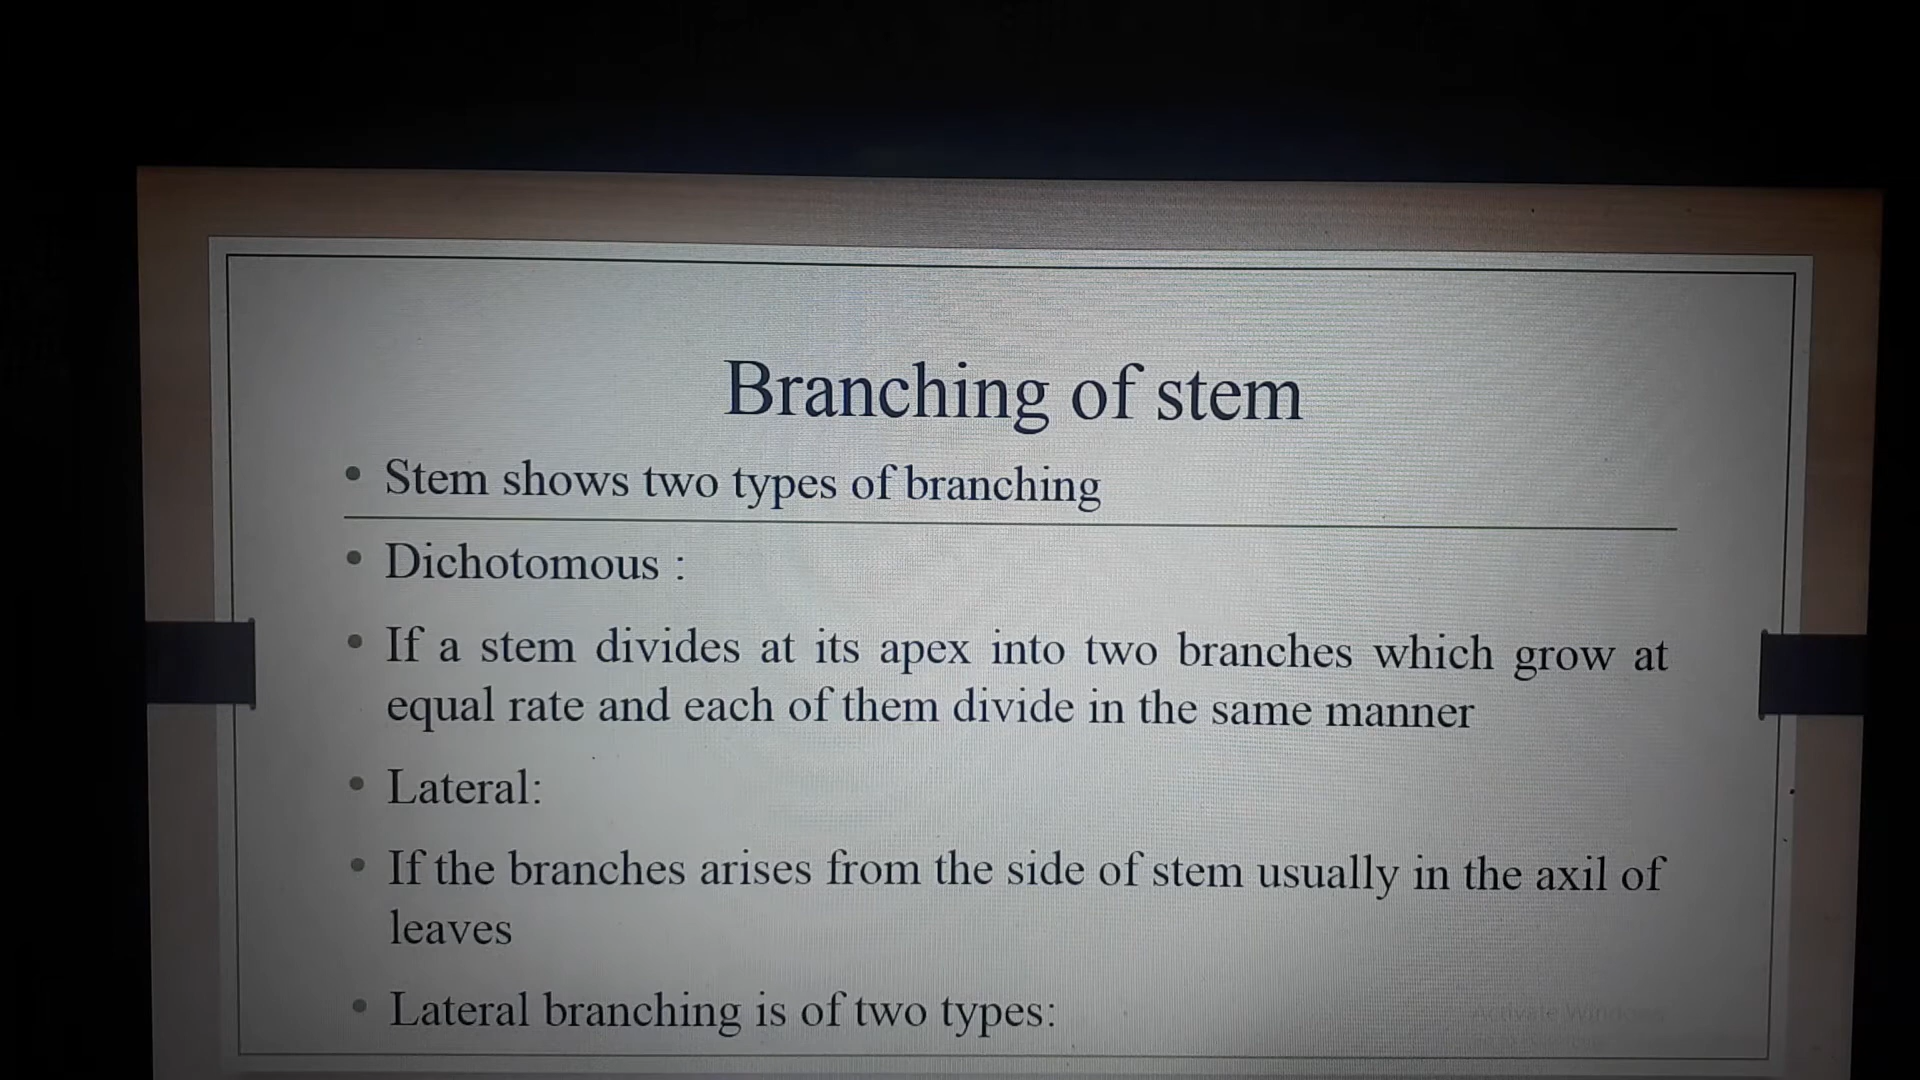 Branching of stem
• Stem shows two types of branching
• Dichotomous :
• If a stem divides at its apex into two branches which grow at
equal rate and each of them divide in the same manner
• Lateral:
• If the branches arises from the side of stem usually in the axil of
leaves
• Lateral branching is of two types:
Activate Windows